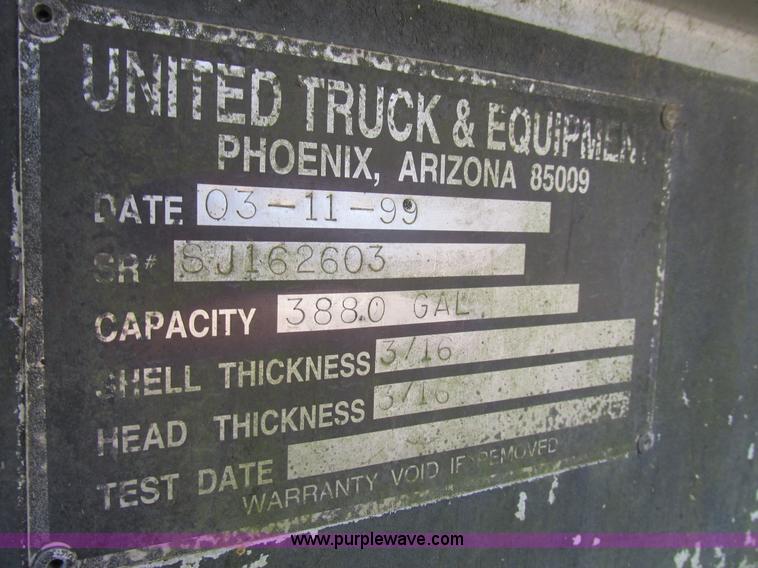 UNITED TRUCK & EQUIPMENT
PHOENIX, ARIZONA 85009
DATE 03-11-99
SR# SJ162603
CAPACITY 3880 GAL
SHELL THICKNESS 3/16
HEAD THICKNESS 3/16
TEST DATE
WARRANTY VOID IF REMOVED
www.purplewave.com